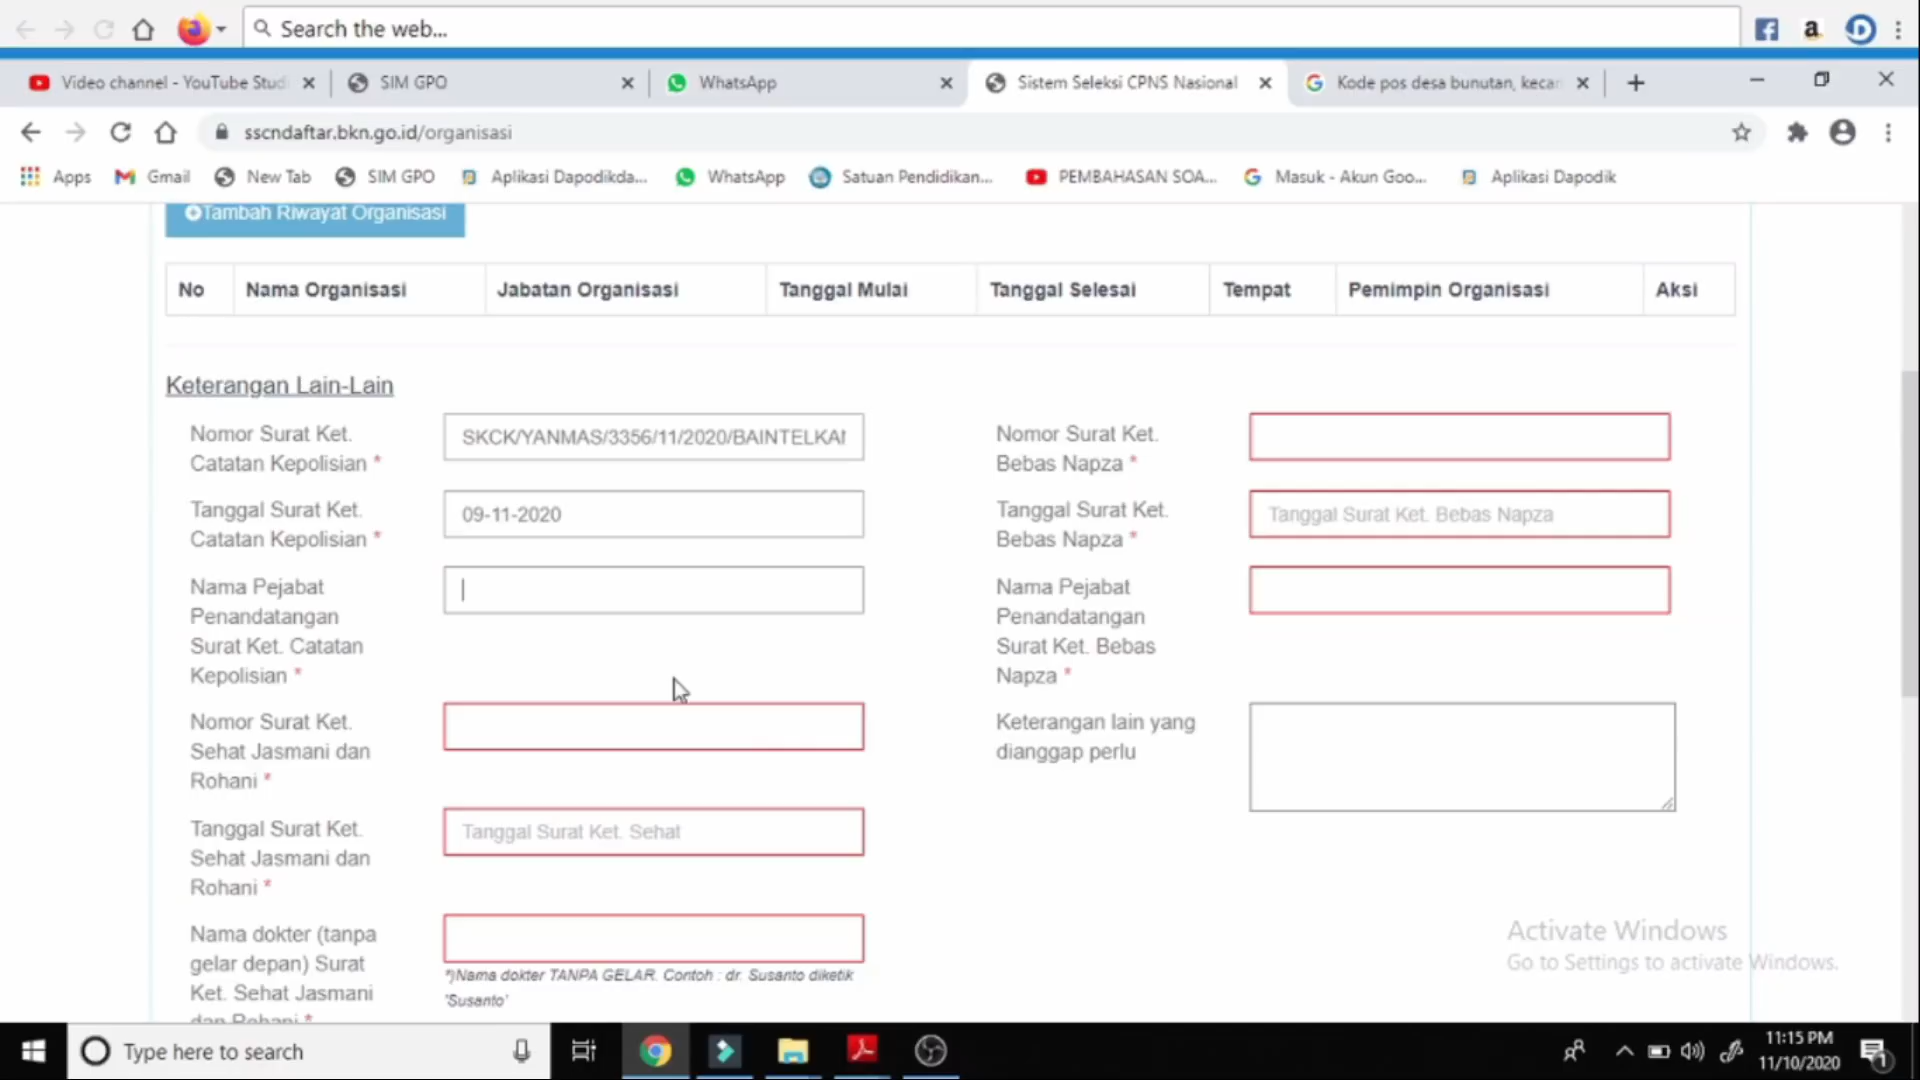 Search the web...
Video channel - YouTube Studi
SIM GPO
WhatsApp
Sistem Seleksi CPNS Nasional
Kode pos desa bunutan, kecam
sscndaftar.bkn.go.id/organisasi
Apps
Gmail
New Tab
SIM GPO
Aplikasi Dapodikda...
WhatsApp
Satuan Pendidikan...
PEMBAHASAN SOA...
Masuk - Akun Goo...
Aplikasi Dapodik
Tambah Riwayat Organisasi
No Nama Organisasi Jabatan Organisasi Tanggal Mulai Tanggal Selesai Tempat Pemimpin Organisasi Aksi
Keterangan Lain-Lain
Nomor Surat Ket.
Catatan Kepolisian *
SKCK/YANMAS/3356/11/2020/BAINTELKAM
Tanggal Surat Ket.
Catatan Kepolisian *
09-11-2020
Nama Pejabat
Penandatangan
Surat Ket. Catatan
Kepolisian *
Nomor Surat Ket.
Sehat Jasmani dan
Rohani *
Tanggal Surat Ket.
Sehat Jasmani dan
Rohani *
Tanggal Surat Ket. Sehat
Nama dokter (tanpa
gelar depan) Surat
Ket. Sehat Jasmani
dan Rohani *
*)Nama dokter TANPA GELAR. Contoh : dr. Susanto diketik
'Susanto'
Nomor Surat Ket.
Bebas Napza *
Tanggal Surat Ket.
Bebas Napza *
Tanggal Surat Ket. Bebas Napza
Nama Pejabat
Penandatangan
Surat Ket. Bebas
Napza *
Keterangan lain yang
dianggap perlu
Activate Windows
Go to Settings to activate Windows.
Type here to search
11:15 PM
11/10/2020
1